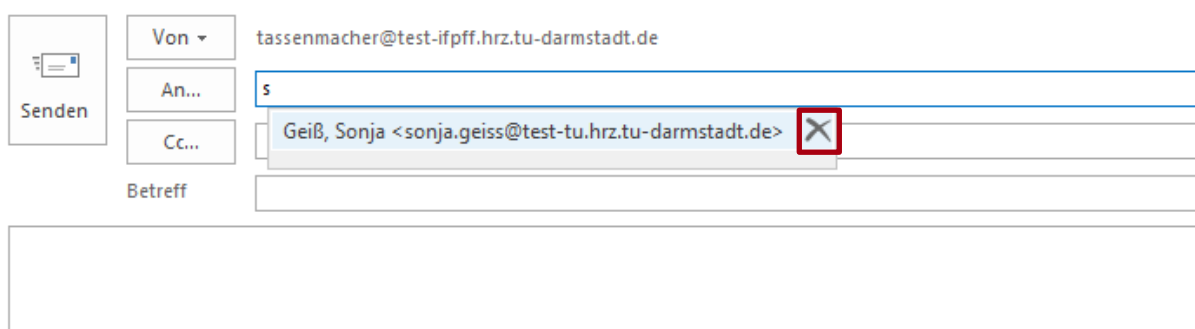 Von
tassenmacher@test-ifpff.hrz.tu-darmstadt.de
Senden
An...
s
Geiß, Sonja <sonja.geiss@test-tu.hrz.tu-darmstadt.de>
Cc...
Betreff